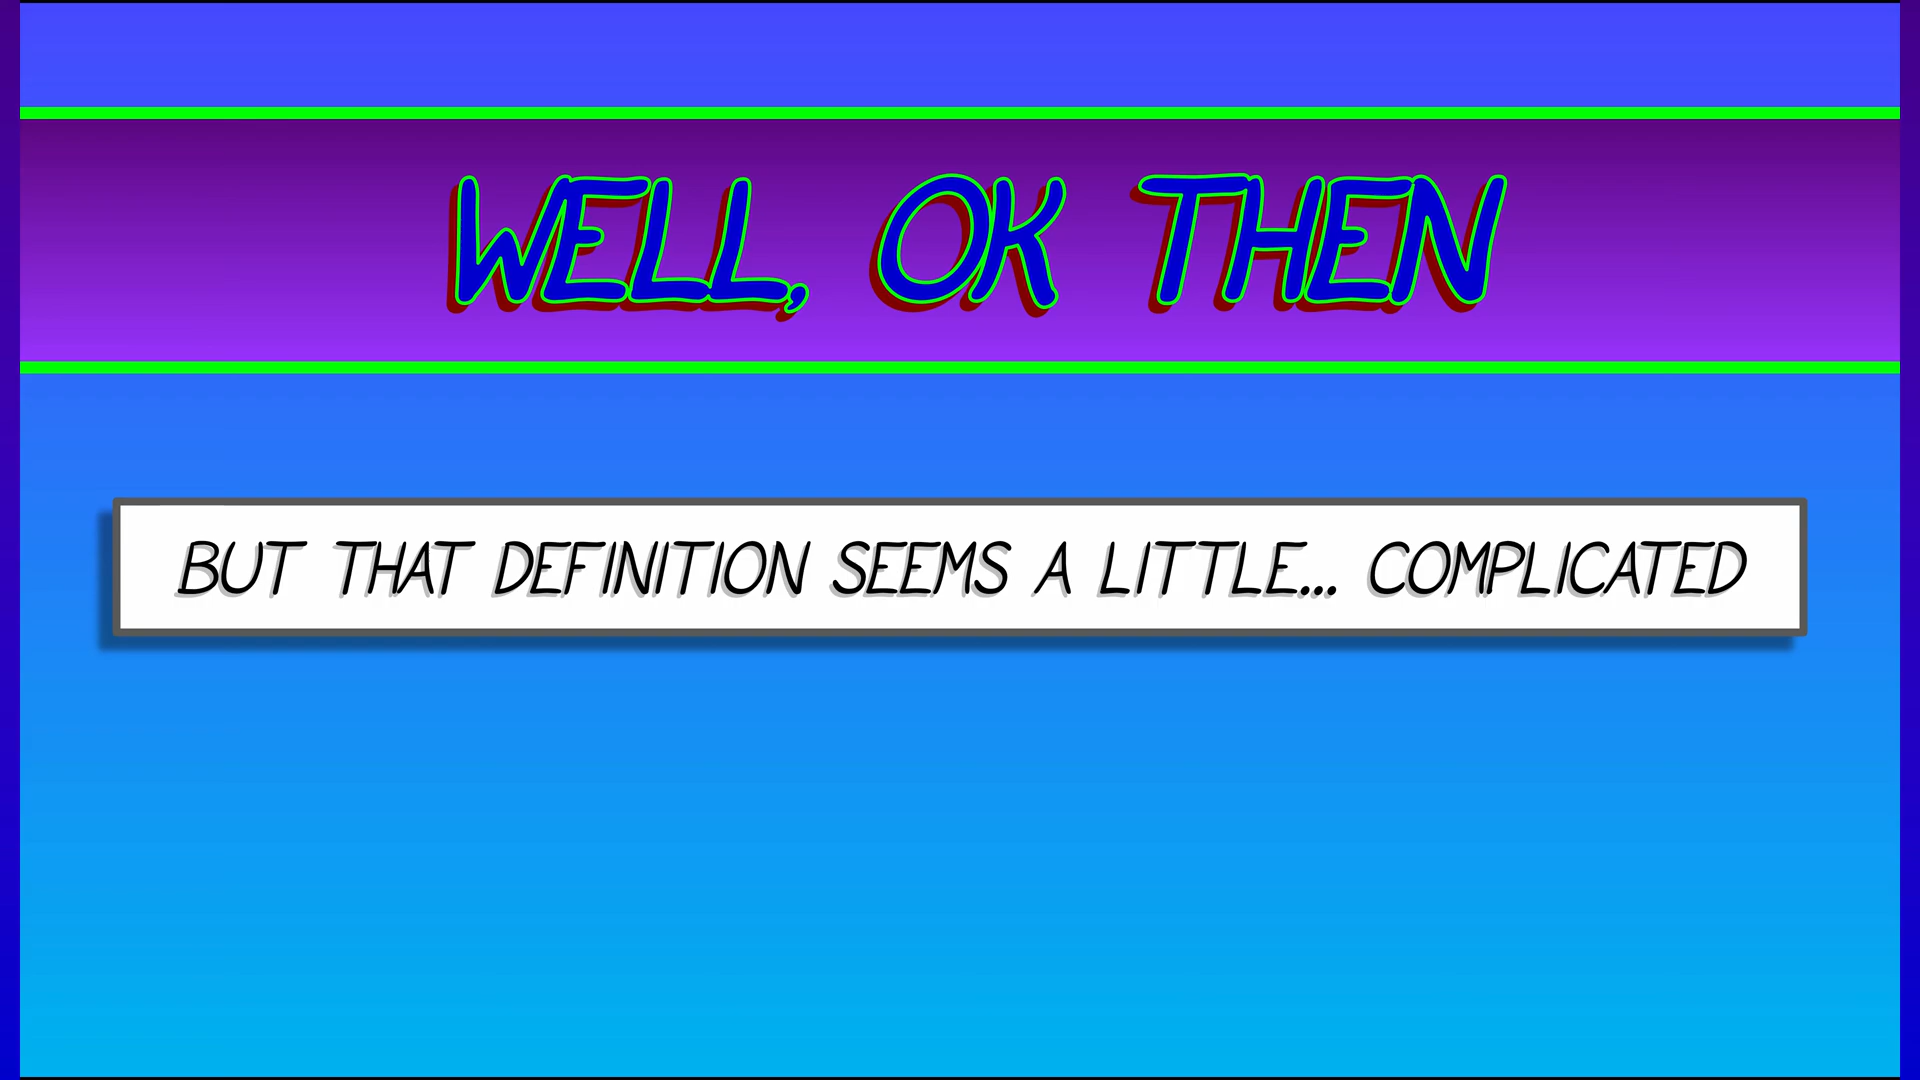 WELL, OK THEN
BUT THAT DEFINITION SEEMS A LITTLE... COMPLICATED